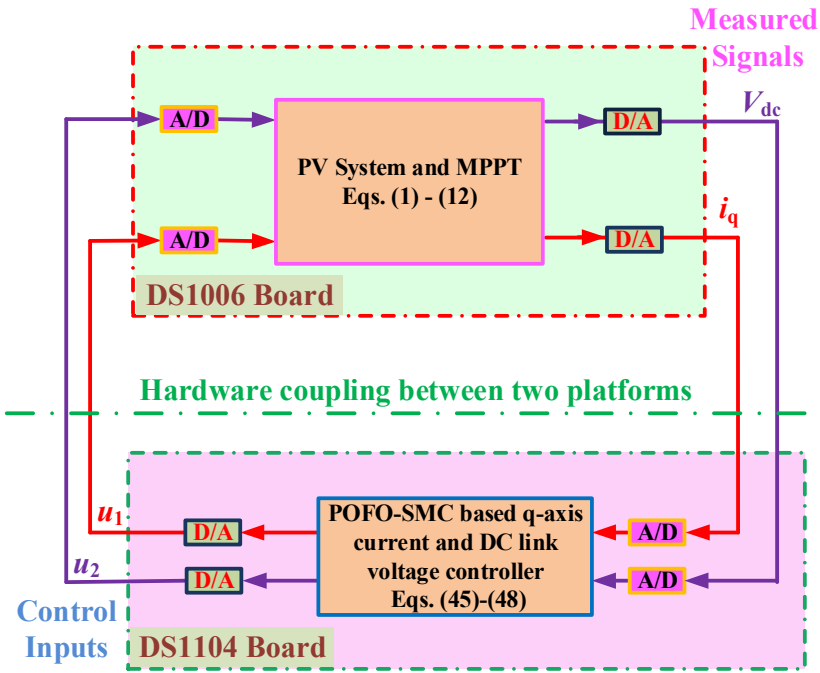 Measured
Signals
A/D
D/A
V_dc
PV System and MPPT
Eqs. (1) - (12)
A/D
D/A
i_q
DS1006 Board
Hardware coupling between two platforms
u_1
D/A
POFO-SMC based q-axis
current and DC link
voltage controller
Eqs. (45)-(48)
A/D
u_2
D/A
A/D
Control
Inputs
DS1104 Board